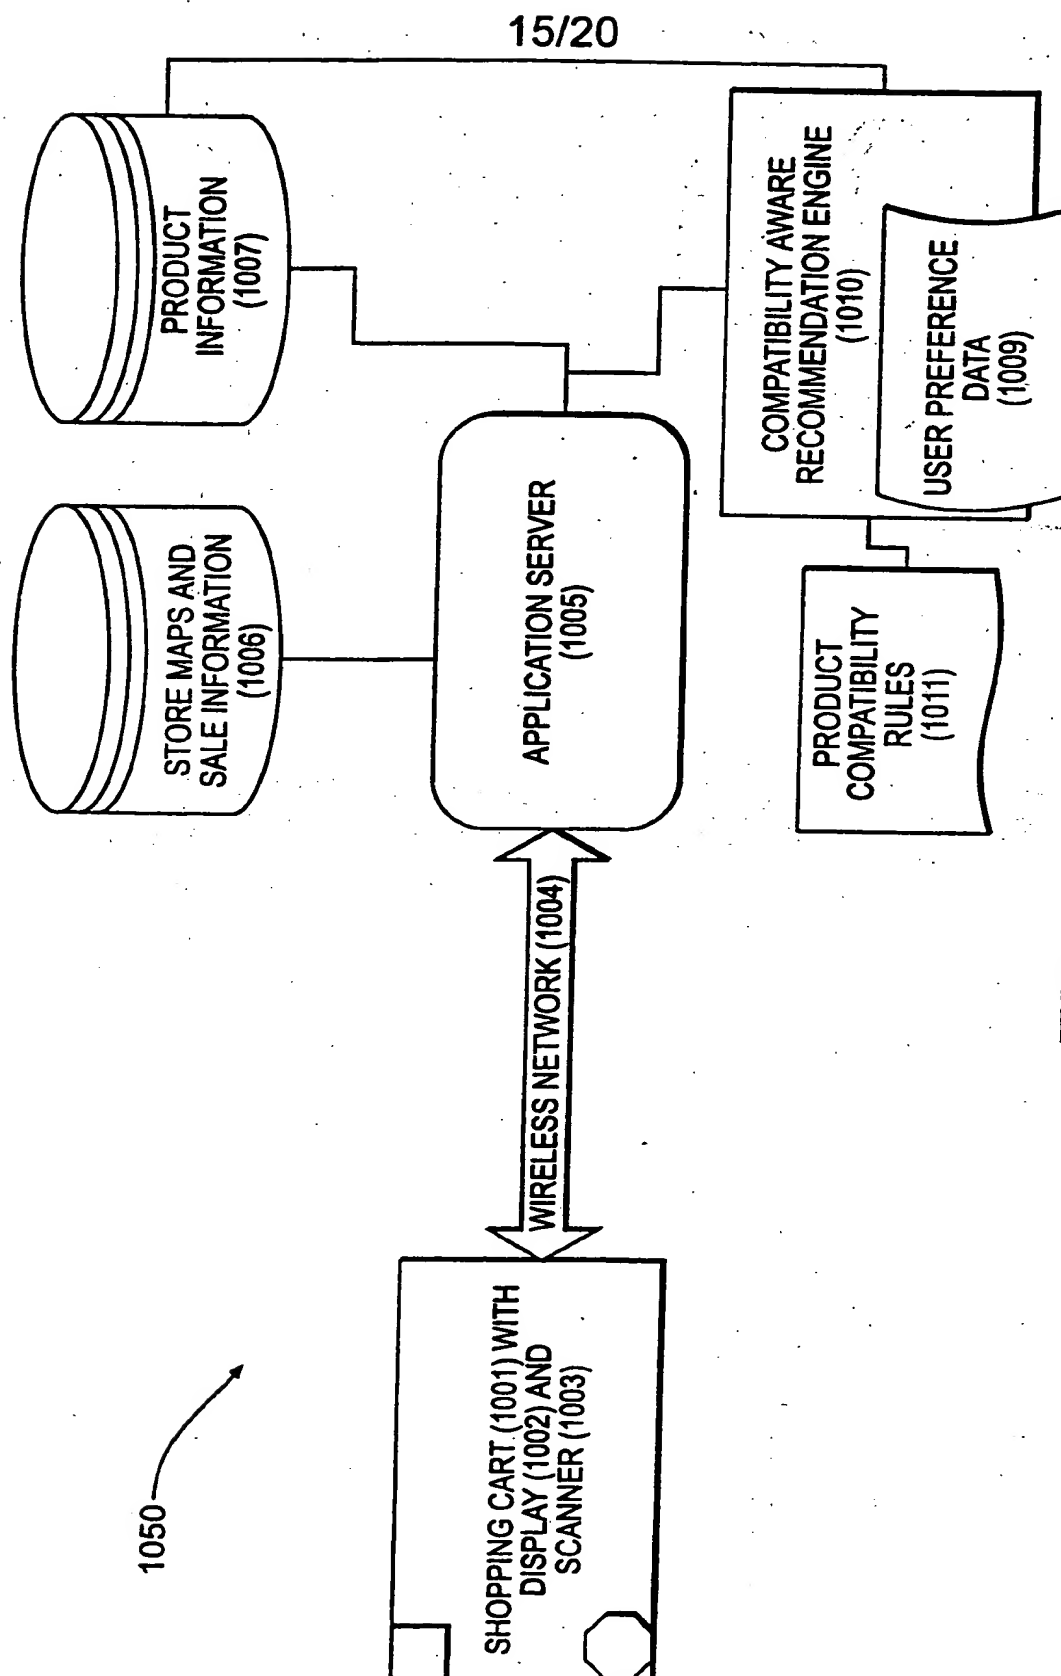 15/20
1050
SHOPPING CART (1001) WITH
DISPLAY (1002) AND
SCANNER (1003)
WIRELESS NETWORK (1004)
STORE MAPS AND
SALE INFORMATION
(1006)
PRODUCT
INFORMATION
(1007)
APPLICATION SERVER
(1005)
COMPATIBILITY AWARE
RECOMMENDATION ENGINE
(1010)
USER PREFERENCE
DATA
(1009)
PRODUCT
COMPATIBILITY
RULES
(1011)